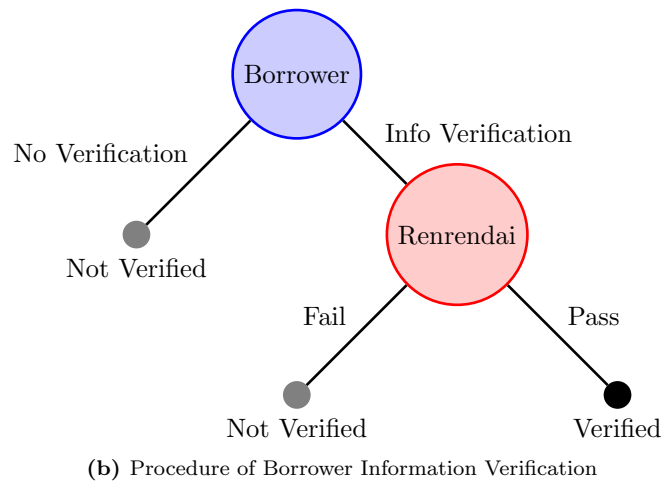 Borrower
No Verification
Info Verification
Not Verified
Renrendai
Fail
Pass
Not Verified
Verified
(b) Procedure of Borrower Information Verification